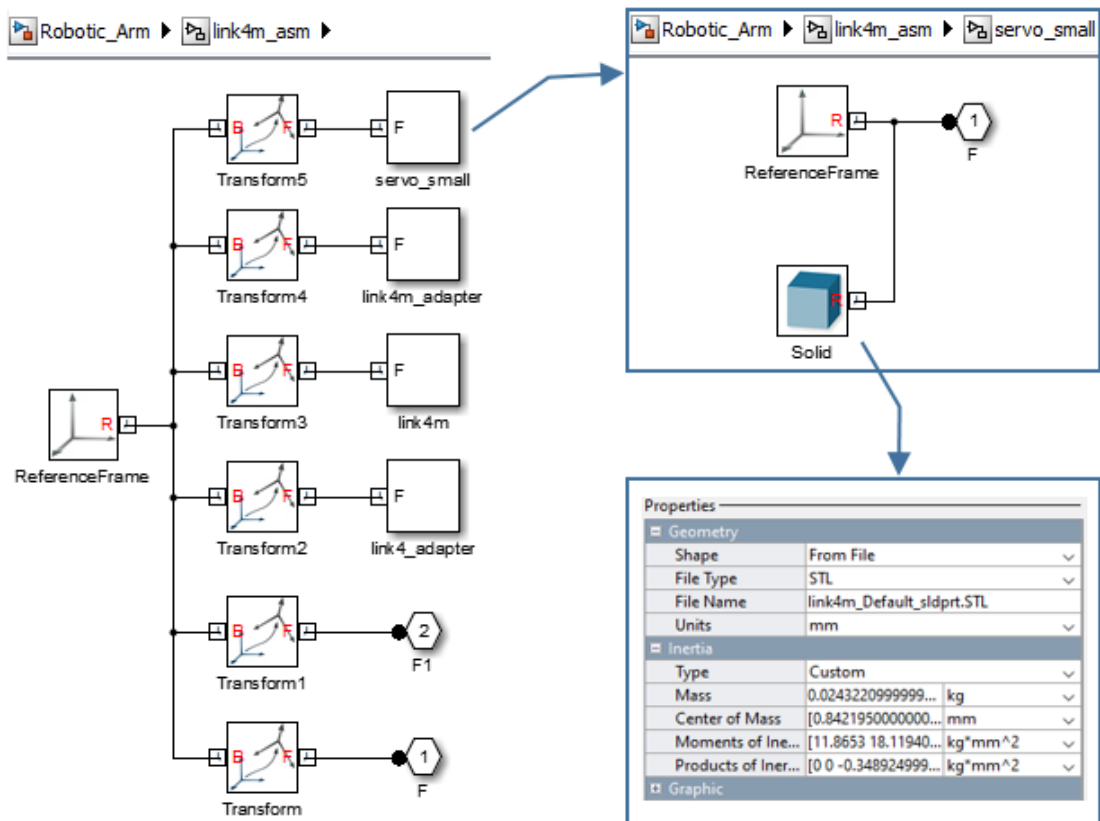 Robotic_Arm link4m_asm
B F F
Transform5 servo_small
B F F
Transform4 link4m_adapter
B F F
Transform3 link4m
R
ReferenceFrame
B F F
Transform2 link4_adapter
B F 2
Transform1 F1
B F 1
Transform F
Robotic_Arm link4m_asm servo_small
R 1
ReferenceFrame F
R
Solid
Properties
Geometry
Shape From File
File Type STL
File Name link4m_Default_sldprt.STL
Units mm
Inertia
Type Custom
Mass 0.0243220999999... kg
Center of Mass [0.8421950000000... mm
Moments of Ine... [11.8653 18.11940... kg*mm^2
Products of Iner... [0 0 -0.348924999... kg*mm^2
Graphic